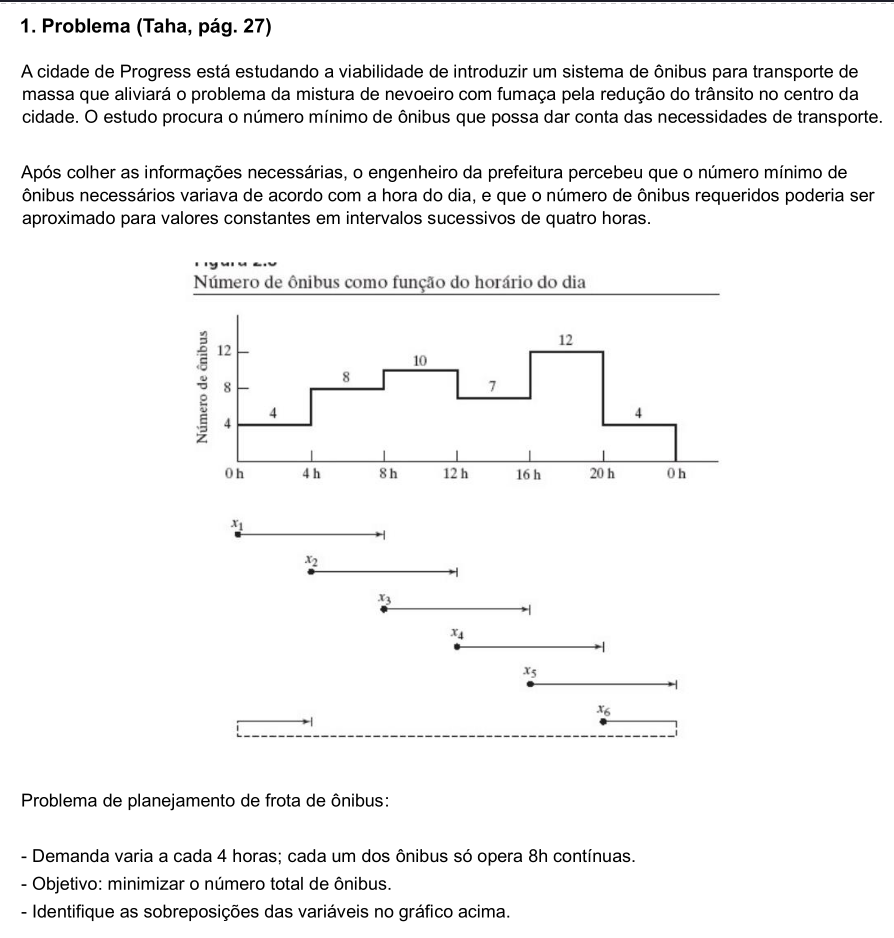 1. Problema (Taha, pág. 27)
A cidade de Progress está estudando a viabilidade de introduzir um sistema de ônibus para transporte de
massa que aliviará o problema da mistura de nevoeiro com fumaça pela redução do trânsito no centro da
cidade. O estudo procura o número mínimo de ônibus que possa dar conta das necessidades de transporte.
Após colher as informações necessárias, o engenheiro da prefeitura percebeu que o número mínimo de
ônibus necessários variava de acordo com a hora do dia, e que o número de ônibus requeridos poderia ser
aproximado para valores constantes em intervalos sucessivos de quatro horas.
Número de ônibus como função do horário do dia
Número de ônibus
12
8
4
4
8
10
7
12
4
0 h 4 h 8 h 12 h 16 h 20 h 0 h
x1
x2
x3
x4
x5
x6
Problema de planejamento de frota de ônibus:
- Demanda varia a cada 4 horas; cada um dos ônibus só opera 8h contínuas.
- Objetivo: minimizar o número total de ônibus.
- Identifique as sobreposições das variáveis no gráfico acima.